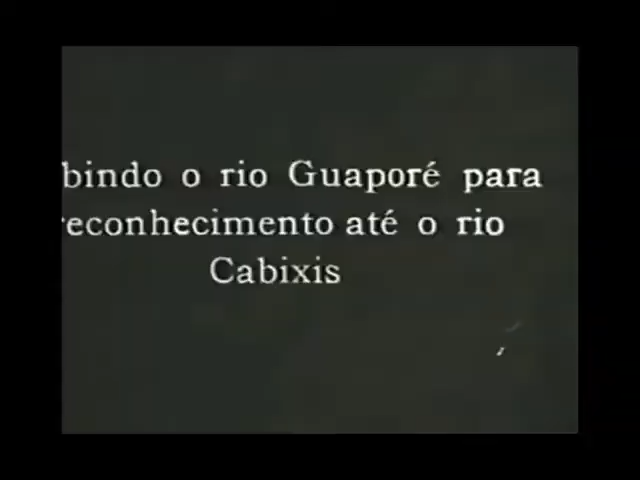 bindo o rio Guaporé para
reconhecimento até o rio
Cabixis